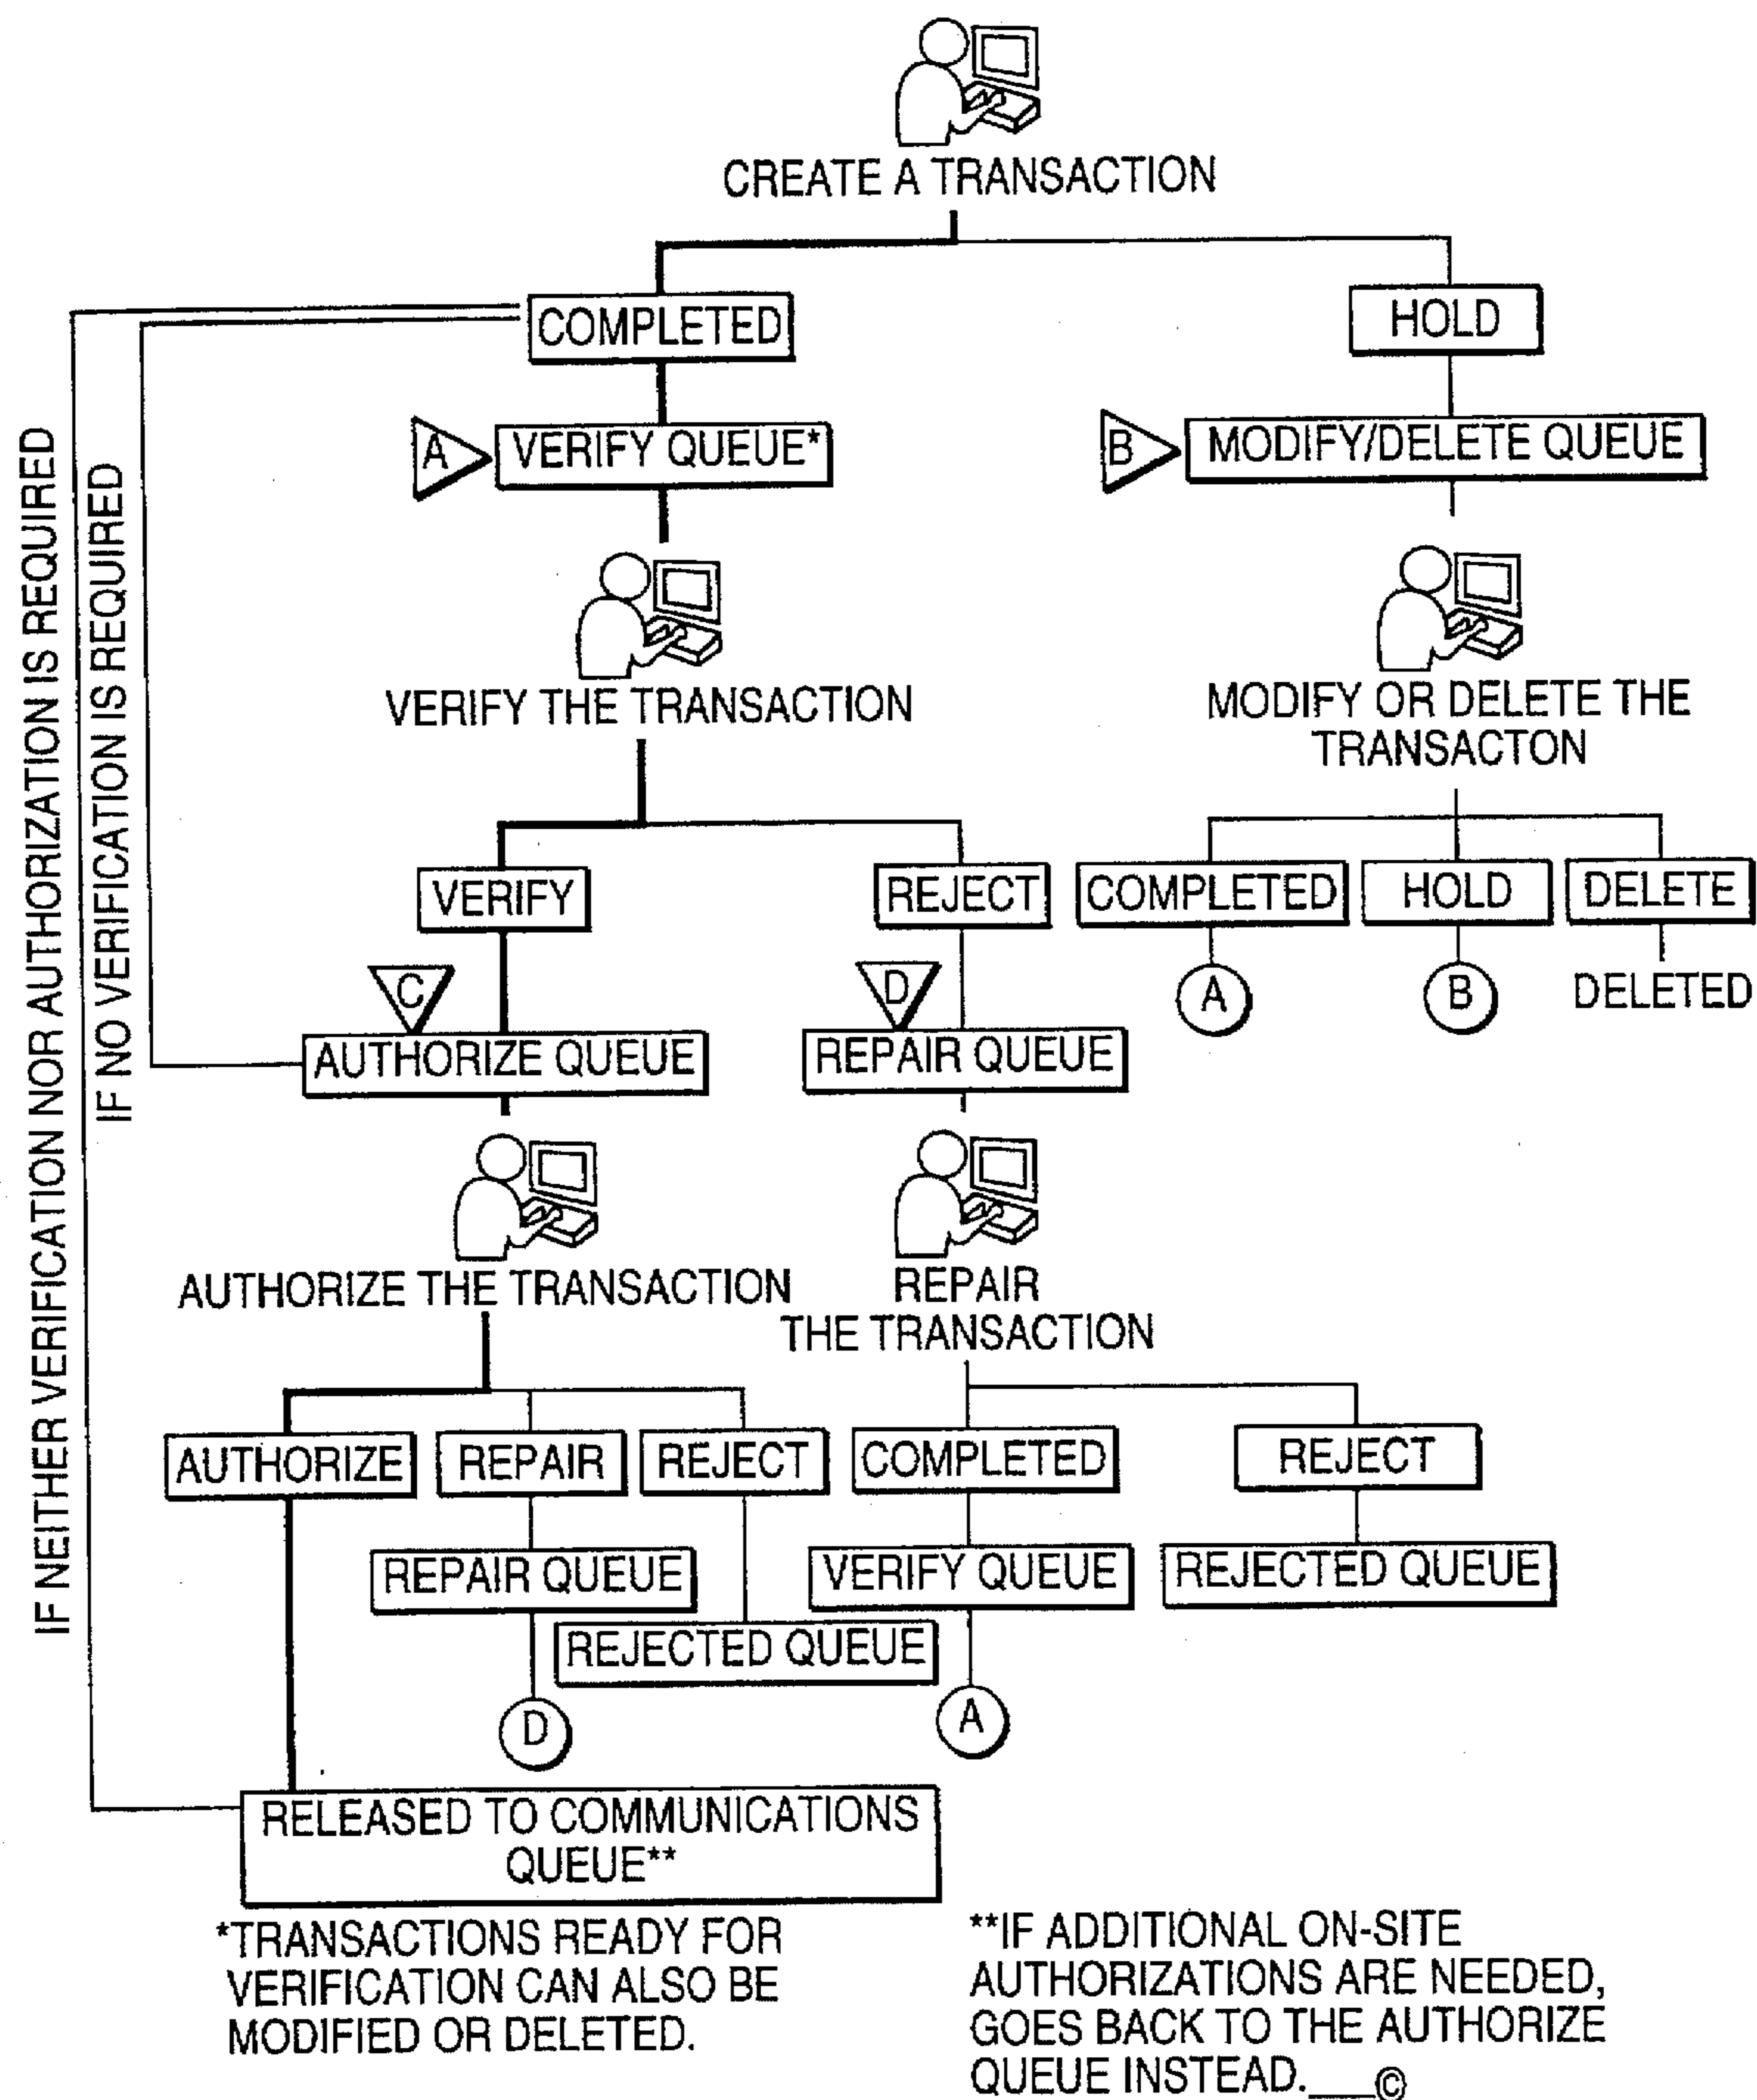 CREATE A TRANSACTION
COMPLETED
HOLD
A
VERIFY QUEUE*
B
MODIFY/DELETE QUEUE
IF NEITHER VERIFICATION NOR AUTHORIZATION IS REQUIRED
IF NO VERIFICATION IS REQUIRED
VERIFY THE TRANSACTION
MODIFY OR DELETE THE
TRANSACTON
VERIFY
REJECT
COMPLETED
HOLD
DELETE
C
D
A
B
DELETED
AUTHORIZE QUEUE
REPAIR QUEUE
AUTHORIZE THE TRANSACTION
REPAIR
THE TRANSACTION
AUTHORIZE
REPAIR
REJECT
COMPLETED
REJECT
REPAIR QUEUE
VERIFY QUEUE
REJECTED QUEUE
REJECTED QUEUE
D
A
RELEASED TO COMMUNICATIONS
QUEUE**
*TRANSACTIONS READY FOR
VERIFICATION CAN ALSO BE
MODIFIED OR DELETED.
**IF ADDITIONAL ON-SITE
AUTHORIZATIONS ARE NEEDED,
GOES BACK TO THE AUTHORIZE
QUEUE INSTEAD.___©